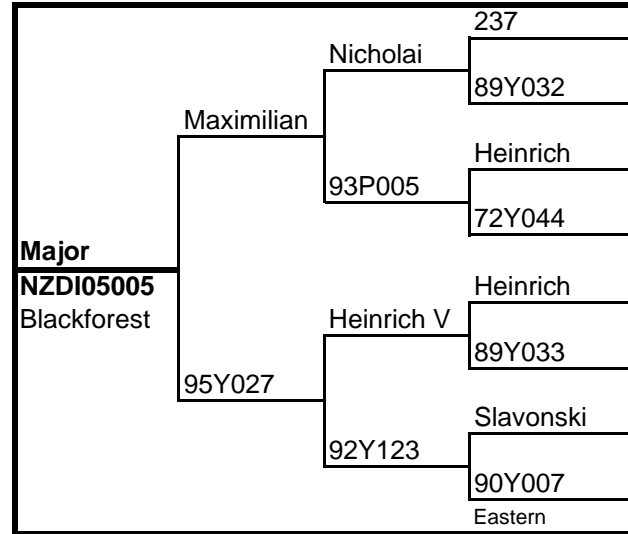 237
Nicholai
89Y032
Maximilian
Heinrich
93P005
72Y044
Major
NZDI05005
Blackforest
Heinrich
Heinrich V
89Y033
95Y027
Slavonski
92Y123
90Y007
Eastern